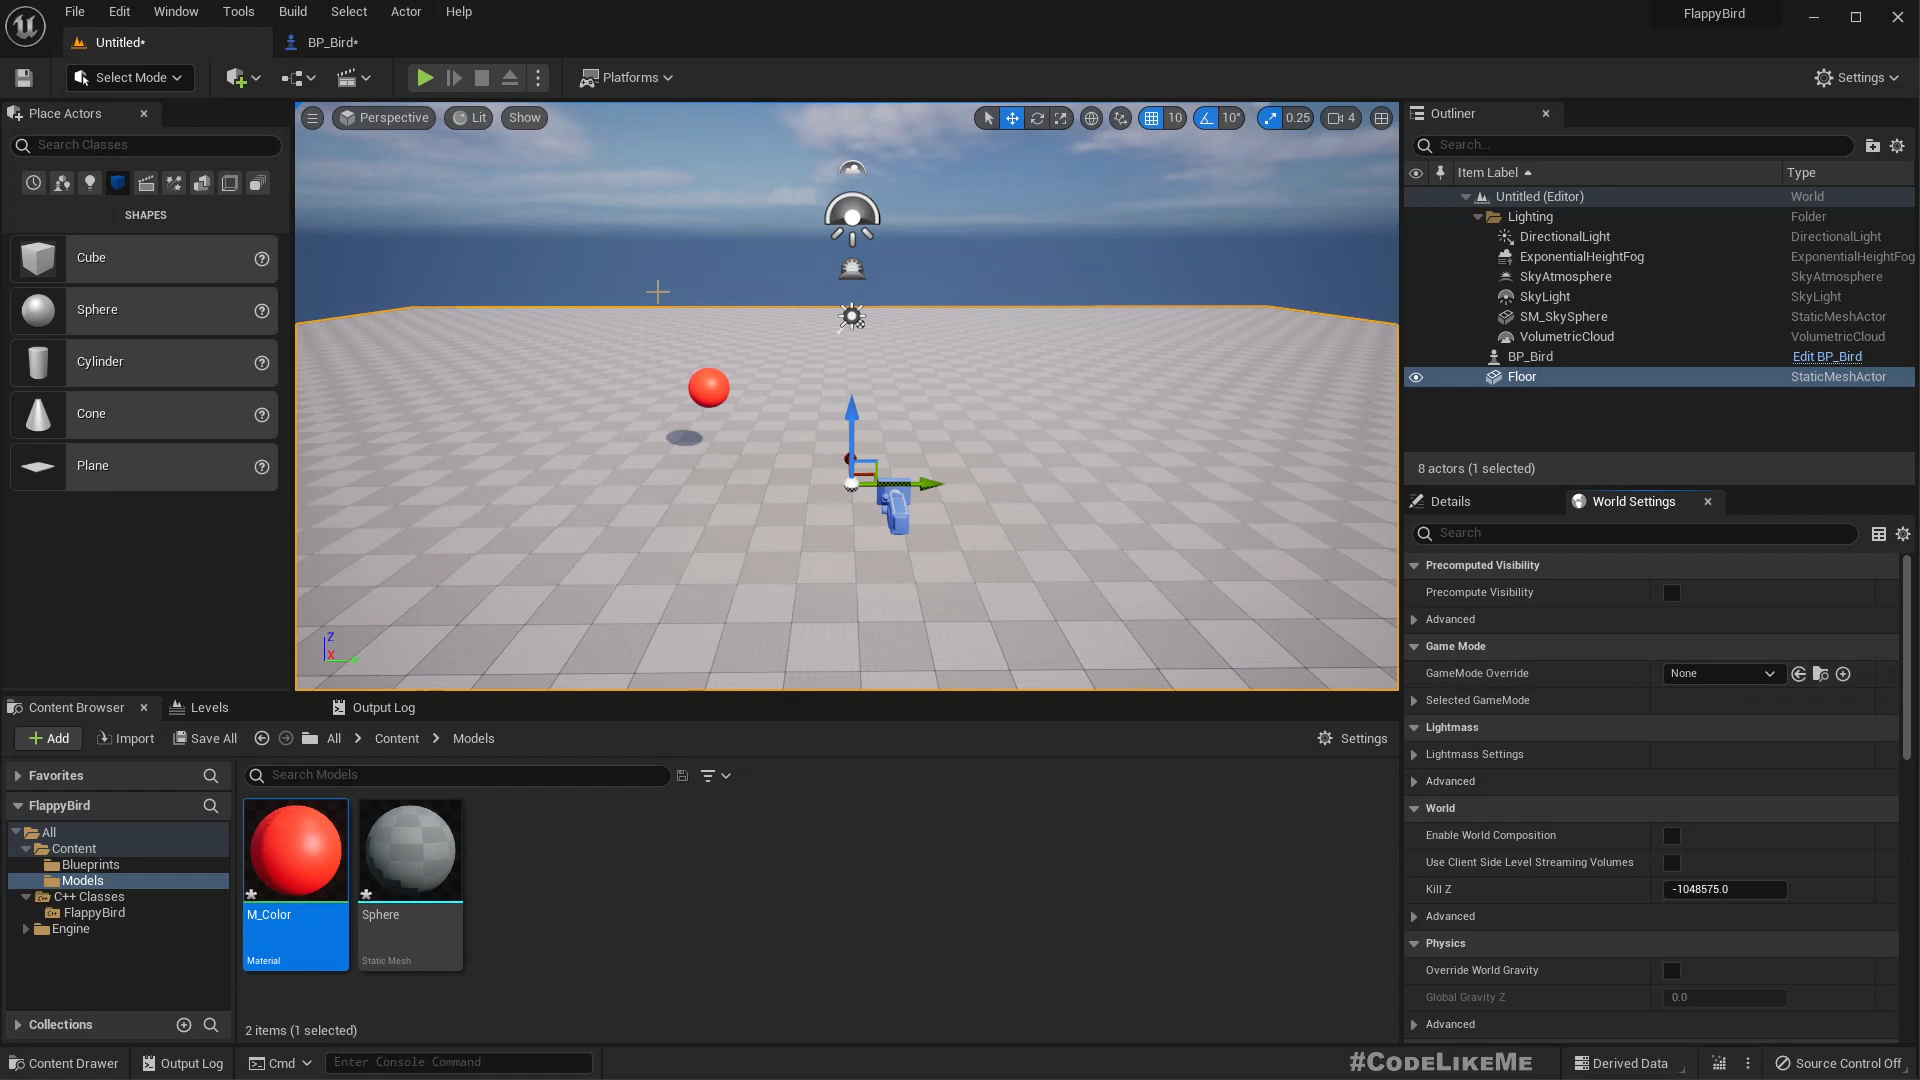 File Edit Window Tools Build Select Actor Help
FlappyBird
Untitled*
BP_Bird*
Select Mode
Platforms
Settings
Place Actors
Search Classes
SHAPES
Cube
Sphere
Cylinder
Cone
Plane
Perspective
Lit
Show
10
10°
0.25
4
Z
X
Outliner
Search...
Item Label
Type
Untitled (Editor)
World
Lighting
Folder
DirectionalLight
DirectionalLight
ExponentialHeightFog
ExponentialHeightFog
SkyAtmosphere
SkyAtmosphere
SkyLight
SkyLight
SM_SkySphere
StaticMeshActor
VolumetricCloud
VolumetricCloud
BP_Bird
Edit BP_Bird
Floor
StaticMeshActor
8 actors (1 selected)
Details
World Settings
Search
Precomputed Visibility
Precompute Visibility
Advanced
Game Mode
GameMode Override
None
Selected GameMode
Lightmass
Lightmass Settings
Advanced
World
Enable World Composition
Use Client Side Level Streaming Volumes
Kill Z
-1048575.0
Advanced
Physics
Override World Gravity
Global Gravity Z
0.0
Advanced
Content Browser
Levels
Output Log
Add
Import
Save All
All
Content
Models
Settings
Favorites
FlappyBird
All
Content
Blueprints
Models
C++ Classes
FlappyBird
Engine
Collections
Search Models
M_Color
Material
Sphere
Static Mesh
2 items (1 selected)
Content Drawer
Output Log
Cmd
Enter Console Command
#CODELIKEME
Derived Data
Source Control Off